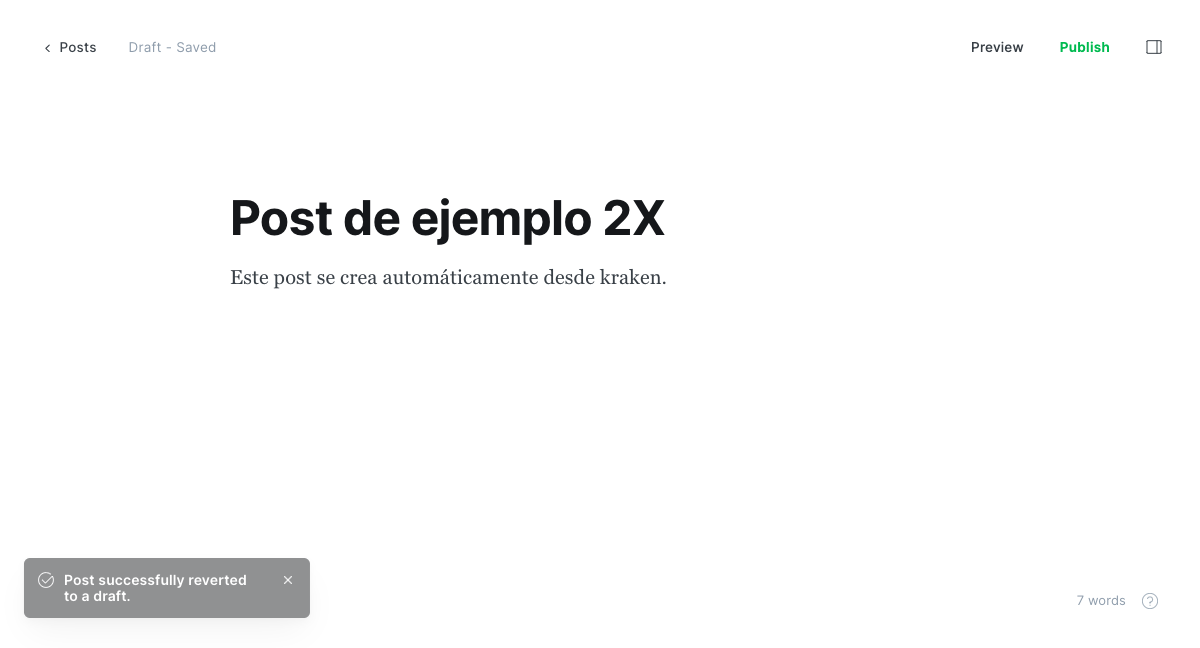 Posts
Draft - Saved
Preview
Publish
Post de ejemplo 2X
Este post se crea automáticamente desde kraken.
Post successfully reverted
to a draft.
7 words
?